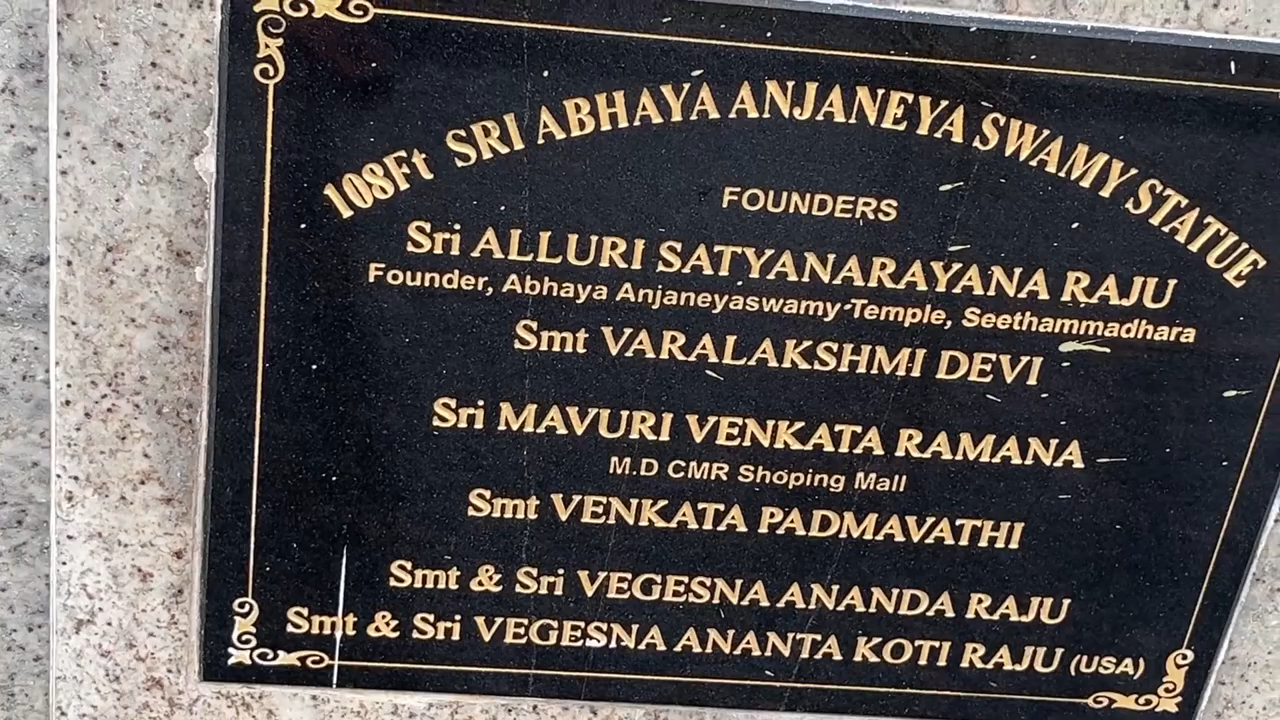 108Ft SRI ABHAYA ANJANEYA SWAMY STATUE
FOUNDERS
Sri ALLURI SATYANARAYANA RAJU
Founder, Abhaya Anjaneyaswamy Temple, Seethammadhara
Smt VARALAKSHMI DEVI
Sri MAVURI VENKATA RAMANA
M.D CMR Shoping Mall
Smt VENKATA PADMAVATHI
Smt & Sri VEGESNA ANANDA RAJU
Smt & Sri VEGESNA ANANTA KOTI RAJU (USA)